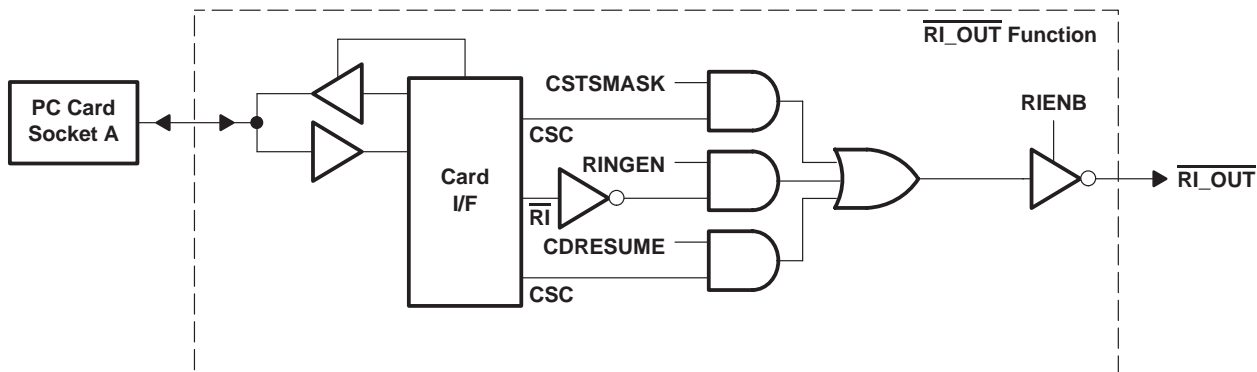 RI_OUT Function
PC Card
Socket A
CSTSMASK
CSC
RINGEN
RI
CDRESUME
CSC
Card
I/F
RIENB
RI_OUT